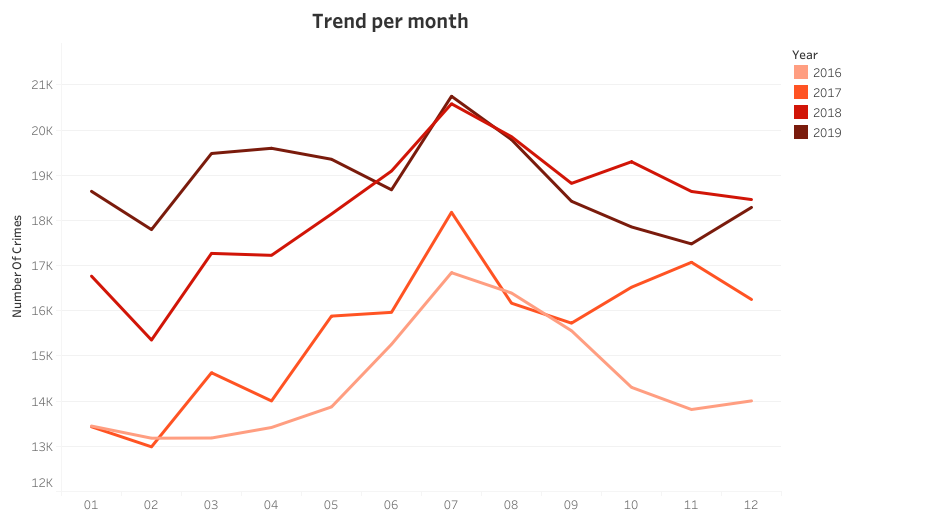 Trend per month
Year
2016
2017
2018
2019
Number Of Crimes
21K
20K
19K
18K
17K
16K
15K
14K
13K
12K
01 02 03 04 05 06 07 08 09 10 11 12